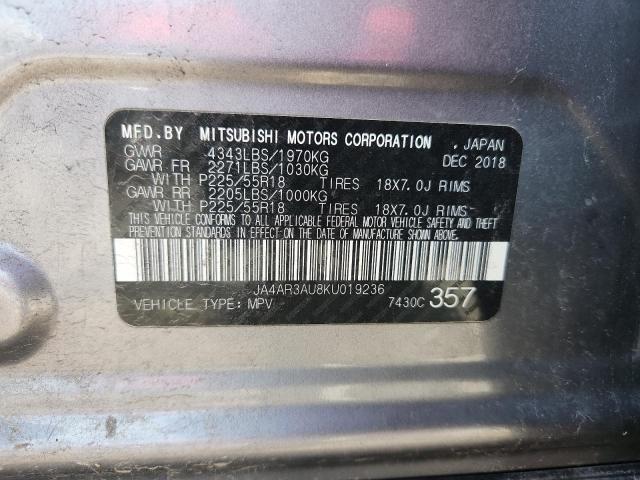 MFD.BY MITSUBISHI MOTORS CORPORATION , JAPAN
GVWR 4343LBS/1970KG DEC 2018
GAWR FR 2271LBS/1030KG
WITH P225/55R18 TIRES 18X7.0J RIMS
GAWR RR 2205LBS/1000KG
WITH P225/55R18 TIRES 18X7.0J RIMS
THIS VEHICLE CONFORMS TO ALL APPLICABLE FEDERAL MOTOR VEHICLE SAFETY AND THEFT
PREVENTION STANDARDS IN EFFECT ON THE DATE OF MANUFACTURE SHOWN ABOVE.
JA4AR3AU8KU019236
VEHICLE TYPE: MPV 7430C 357